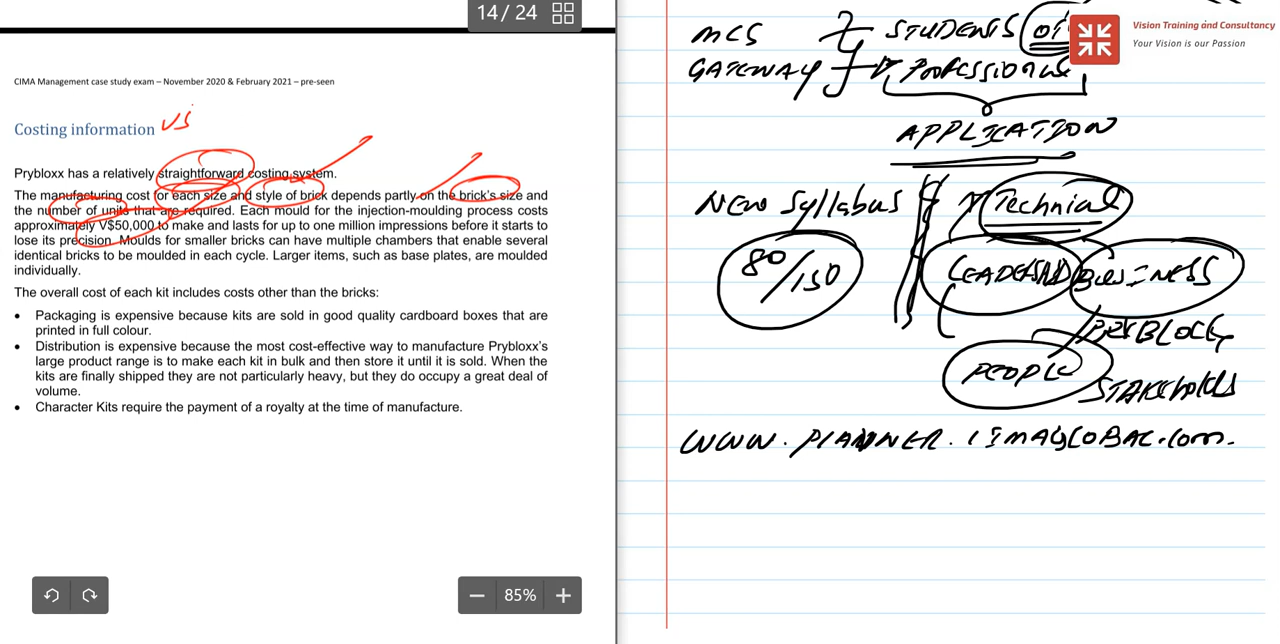 14 / 24
CIMA Management case study exam – November 2020 & February 2021 – pre-seen
Costing information vs
Prybloxx has a relatively straightforward costing system.
The manufacturing cost for each size and style of brick depends partly on the brick's size and
the number of units that are required. Each mould for the injection-moulding process costs
approximately V$50,000 to make and lasts for up to one million impressions before it starts to
lose its precision. Moulds for smaller bricks can have multiple chambers that enable several
identical bricks to be moulded in each cycle. Larger items, such as base plates, are moulded
individually.
The overall cost of each kit includes costs other than the bricks:
• Packaging is expensive because kits are sold in good quality cardboard boxes that are
printed in full colour.
• Distribution is expensive because the most cost-effective way to manufacture Prybloxx's
large product range is to make each kit in bulk and then store it until it is sold. When the
kits are finally shipped they are not particularly heavy, but they do occupy a great deal of
volume.
• Character Kits require the payment of a royalty at the time of manufacture.
85%
Vision Training and Consultancy
Your Vision is our Passion
MCS STUDENTS OF
GATEWAY PROFESSIONALS
APPLICATION
New Syllabus Technical
80/150 BUSINESS
PEOPLE STAKEHOLDS
WWW.PLANNER.CIMAGLOBAL.COM.